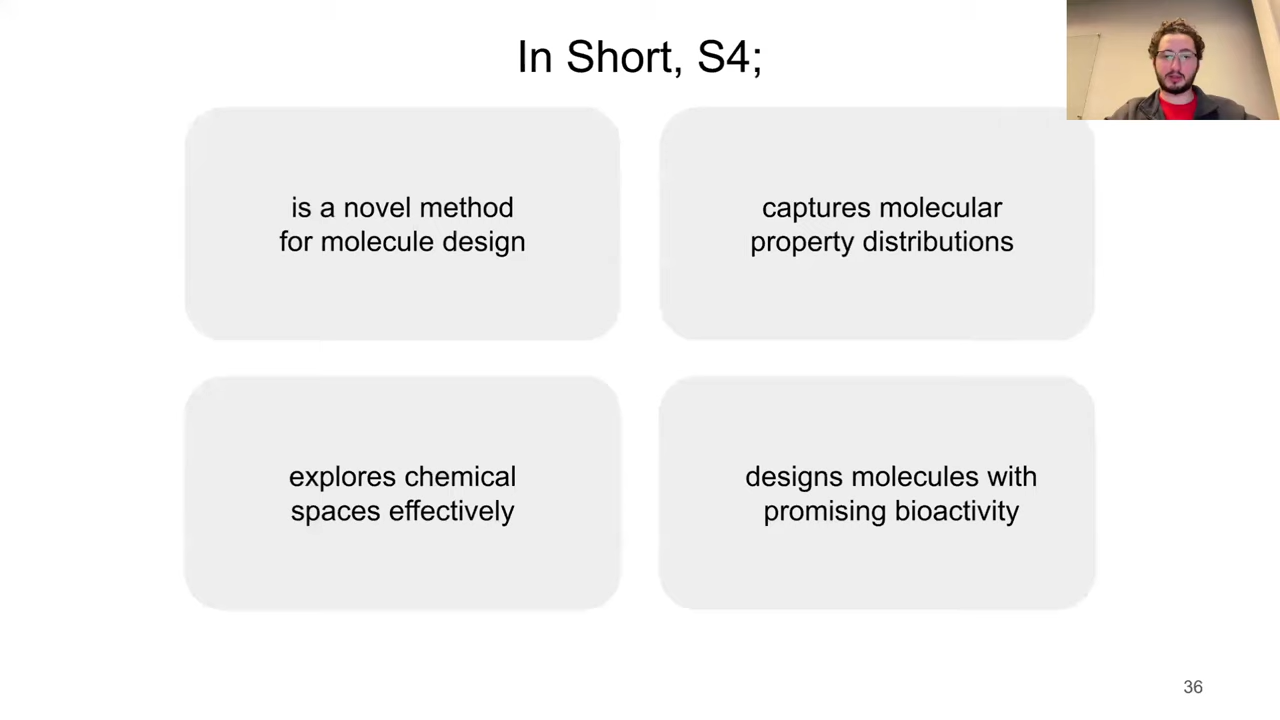 In Short, S4;
is a novel method
for molecule design
captures molecular
property distributions
explores chemical
spaces effectively
designs molecules with
promising bioactivity
36